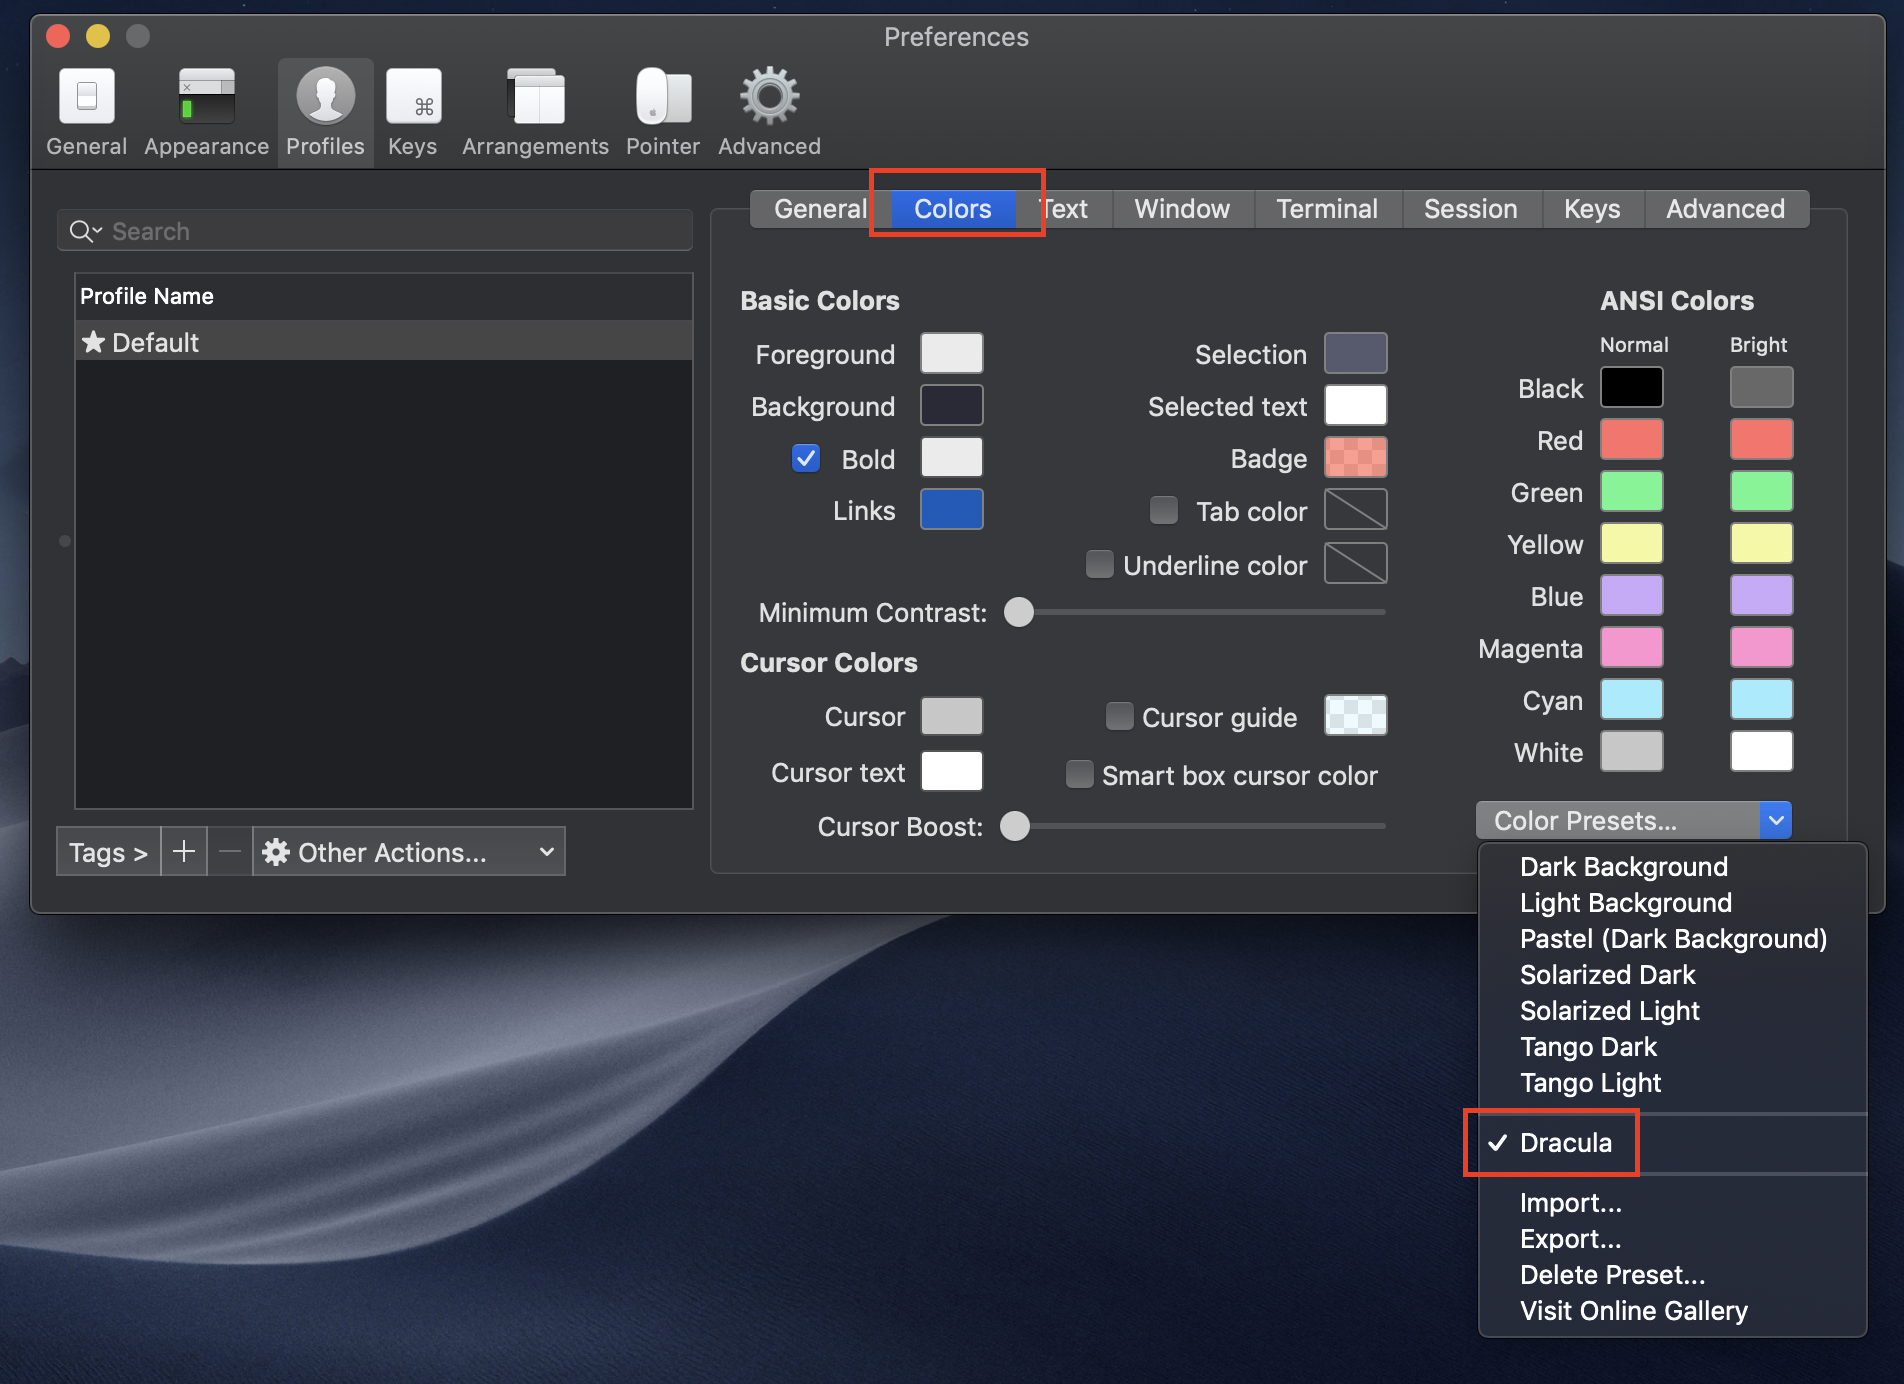 Preferences
General
Appearance
Profiles
Keys
Arrangements
Pointer
Advanced
Search
Profile Name
Default
Tags >
Other Actions...
General
Colors
Text
Window
Terminal
Session
Keys
Advanced
Basic Colors
Foreground
Background
Bold
Links
Selection
Selected text
Badge
Tab color
Underline color
Minimum Contrast:
Cursor Colors
Cursor
Cursor text
Cursor guide
Smart box cursor color
Cursor Boost:
ANSI Colors
Normal Bright
Black
Red
Green
Yellow
Blue
Magenta
Cyan
White
Color Presets...
Dark Background
Light Background
Pastel (Dark Background)
Solarized Dark
Solarized Light
Tango Dark
Tango Light
✓ Dracula
Import...
Export...
Delete Preset...
Visit Online Gallery